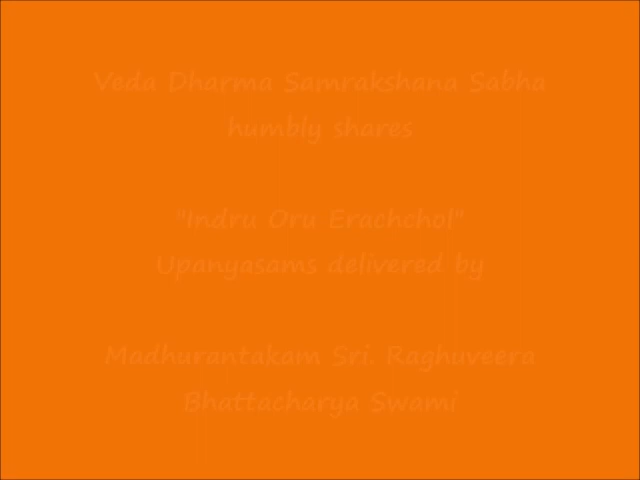 Veda Dharma Samrakshana Sabha
humbly shares
"Indru Oru Erachchol"
Upanyasams delivered by
Madhurantakam Sri. Raghuveera
Bhattacharya Swami